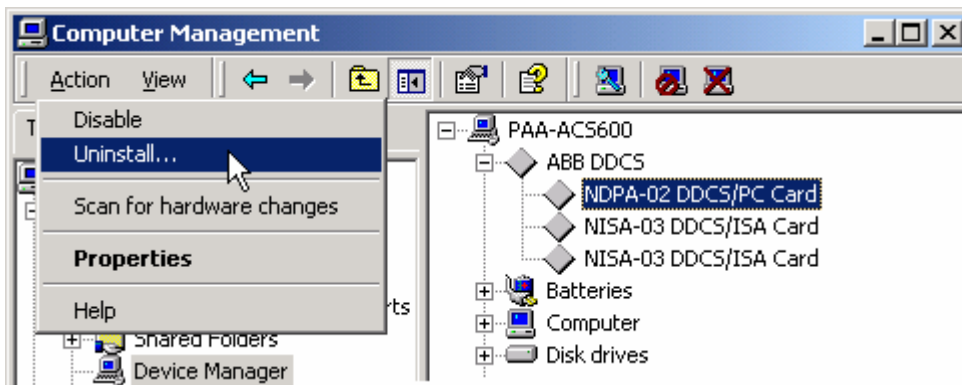 Computer Management
Action View
Disable
Uninstall...
Scan for hardware changes
Properties
Help
Shared Folders
Device Manager
PAA-ACS600
ABB DDCS
NDPA-02 DDCS/PC Card
NISA-03 DDCS/ISA Card
NISA-03 DDCS/ISA Card
Batteries
Computer
Disk drives